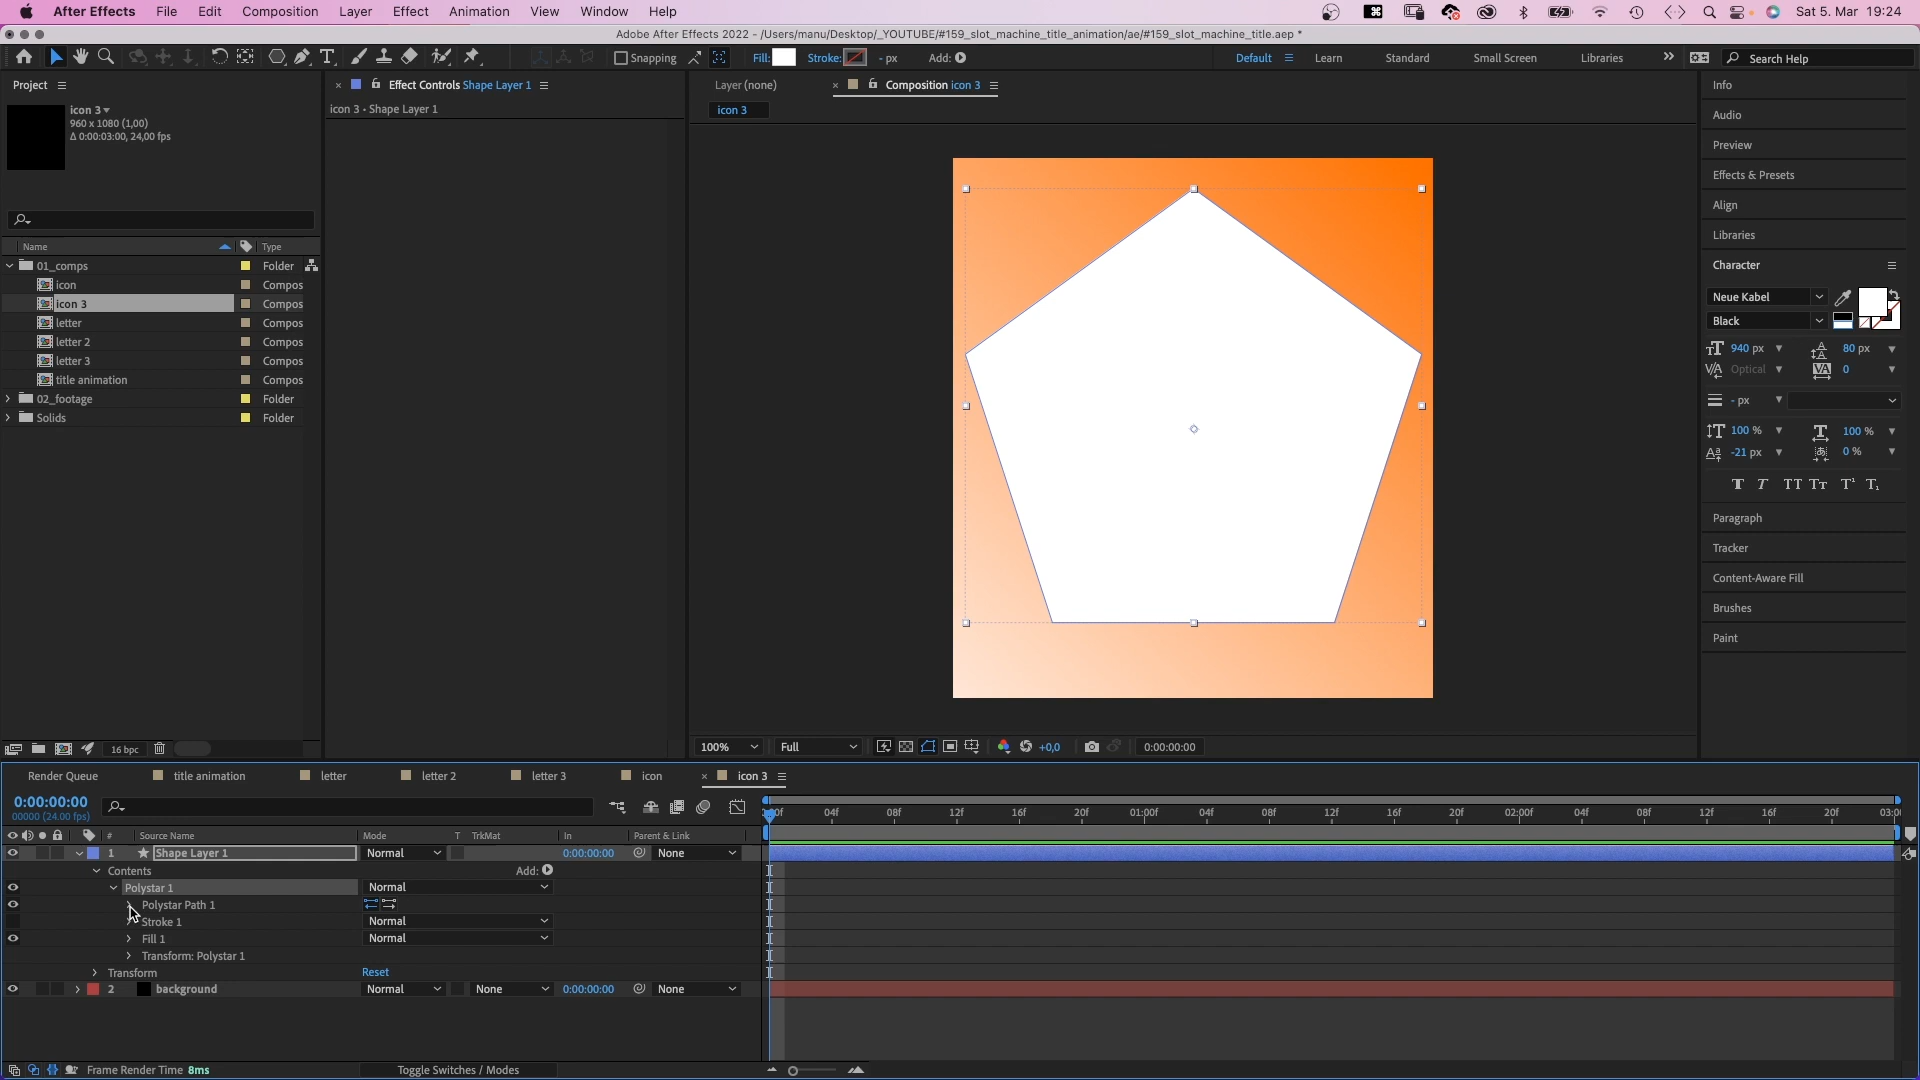 After Effects File Edit Composition Layer Effect Animation View Window Help Sat 5. Mar 19:24
Adobe After Effects 2022 - /Users/manu/Desktop/_YOUTUBE/#159_slot_machine_title_animation/ae/#159_slot_machine_title.aep *
Snapping Fill: Stroke: - px Add: Default Learn Standard Small Screen Libraries Search Help
Project
icon 3
960 x 1080 (1,00)
Δ 0:00:03:00, 24,00 fps
Name Type
01_comps Folder
icon Compos
icon 3 Compos
letter Compos
letter 2 Compos
letter 3 Compos
title animation Compos
02_footage Folder
Solids Folder
16 bpc
Effect Controls Shape Layer 1
icon 3 • Shape Layer 1
Layer (none) Composition icon 3
icon 3
100% Full +0,0 0:00:00:00
Info
Audio
Preview
Effects & Presets
Align
Libraries
Character
Neue Kabel
Black
940 px 80 px
Optical 0
- px
100 % 100 %
-21 px 0 %
T T TT Tt T¹ T₁
Paragraph
Tracker
Content-Aware Fill
Brushes
Paint
Render Queue title animation letter letter 2 letter 3 icon icon 3
0:00:00:00
00000 (24.00 fps)
04f 08f 12f 16f 20f 01:00f 04f 08f 12f 16f 20f 02:00f 04f 08f 12f 16f 20f 03:0
# Source Name Mode T TrkMat In Parent & Link
1 Shape Layer 1 Normal 0:00:00:00 None
Contents Add:
Polystar 1 Normal
Polystar Path 1
Stroke 1 Normal
Fill 1 Normal
Transform: Polystar 1
Transform Reset
2 background Normal None 0:00:00:00 None
Frame Render Time 8ms Toggle Switches / Modes